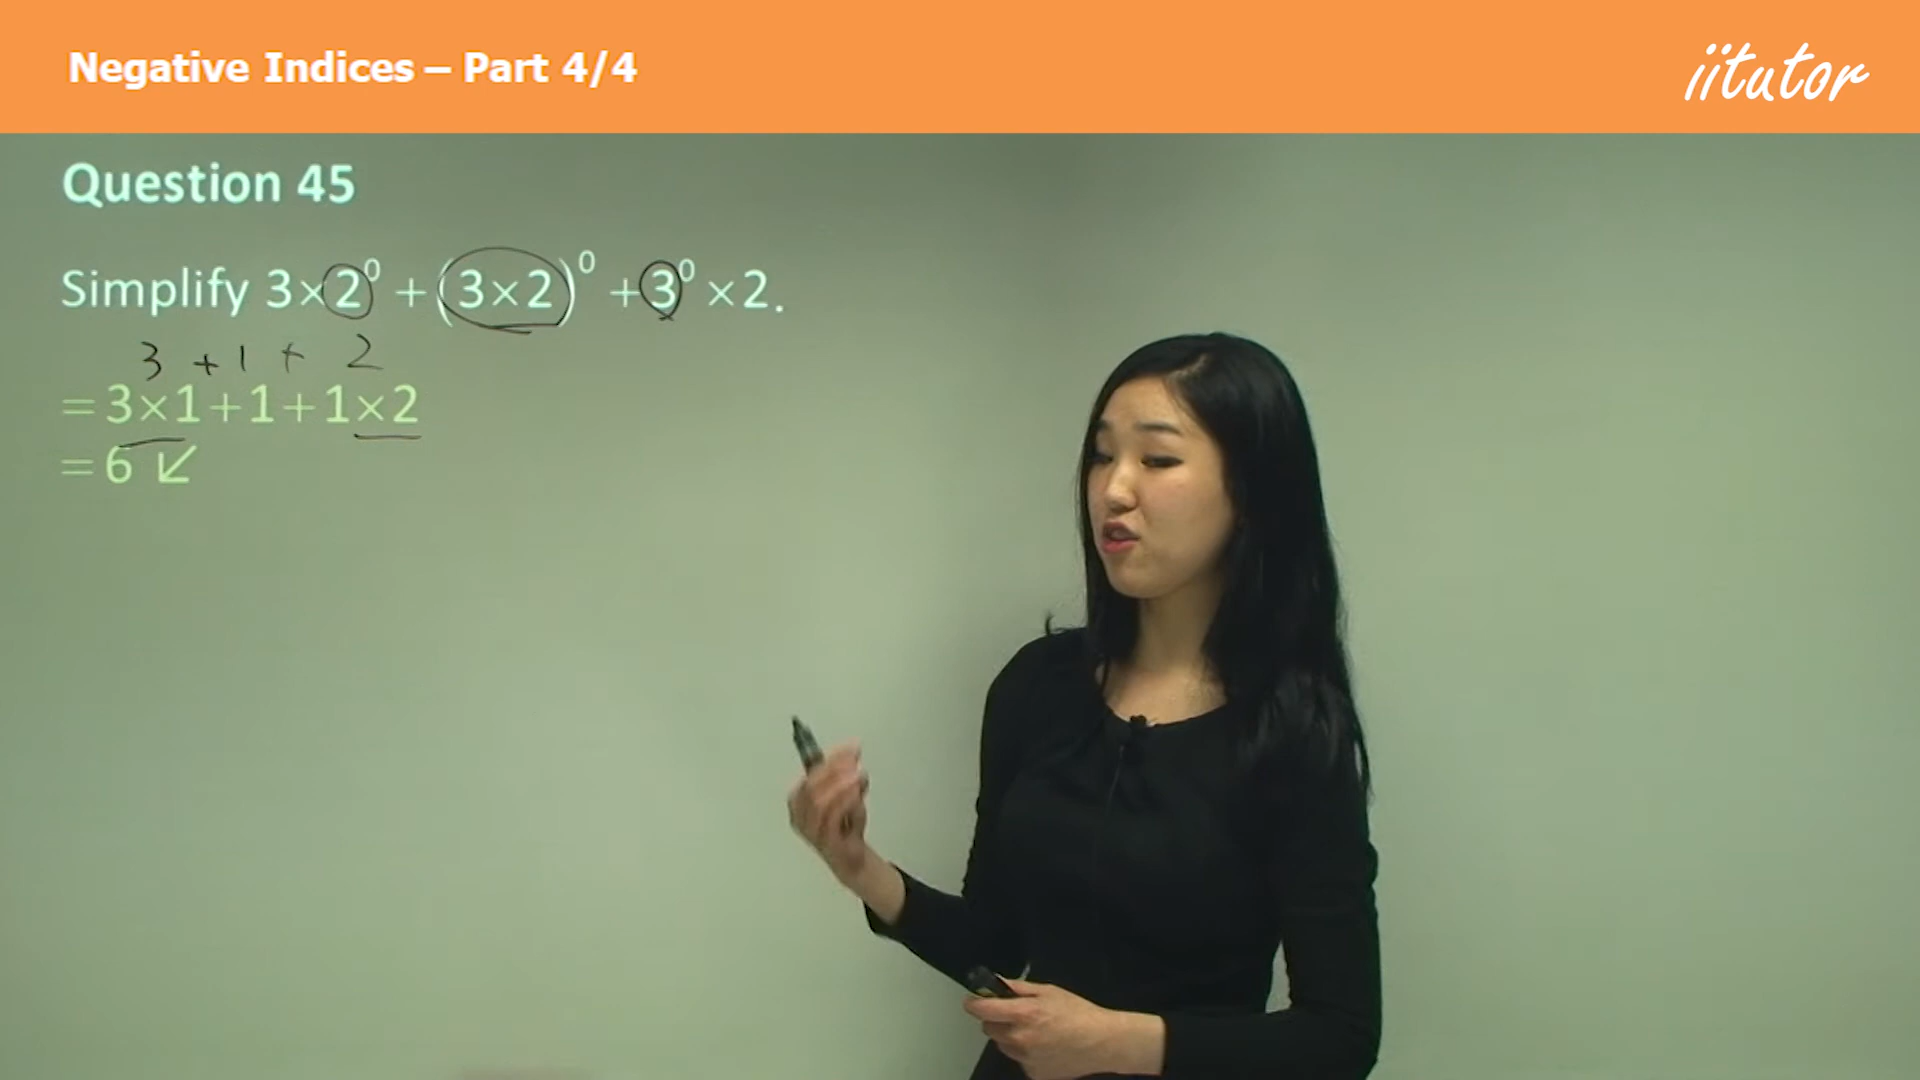 Negative Indices – Part 4/4
iitutor
Question 45
Simplify 3×2⁰ + (3×2)⁰ + 3⁰ ×2.
3 + 1 + 2
= 3×1+1+1×2
= 6 ↙